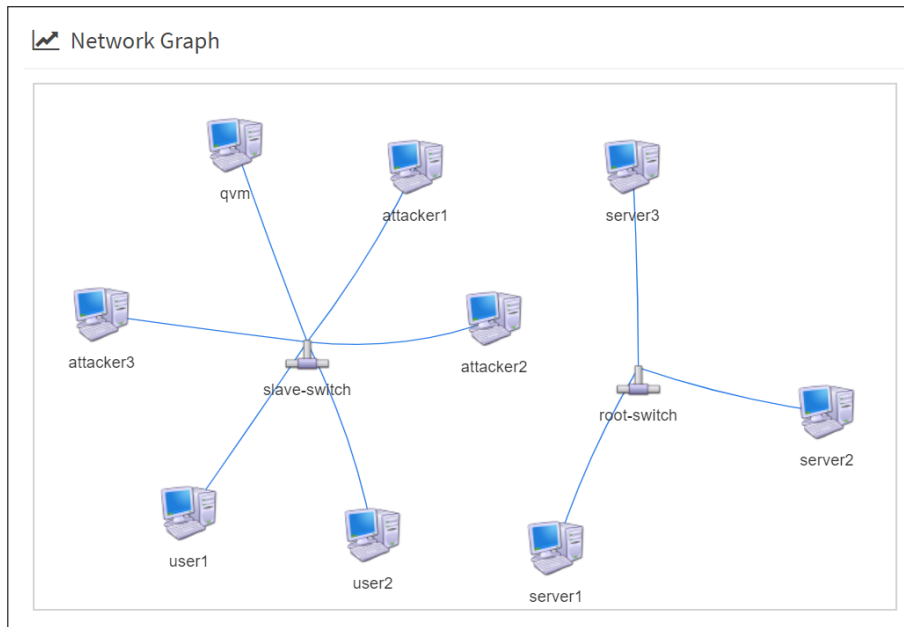 Network Graph
qvm
attacker1
server3
attacker3
attacker2
slave-switch
root-switch
server2
user1
user2
server1